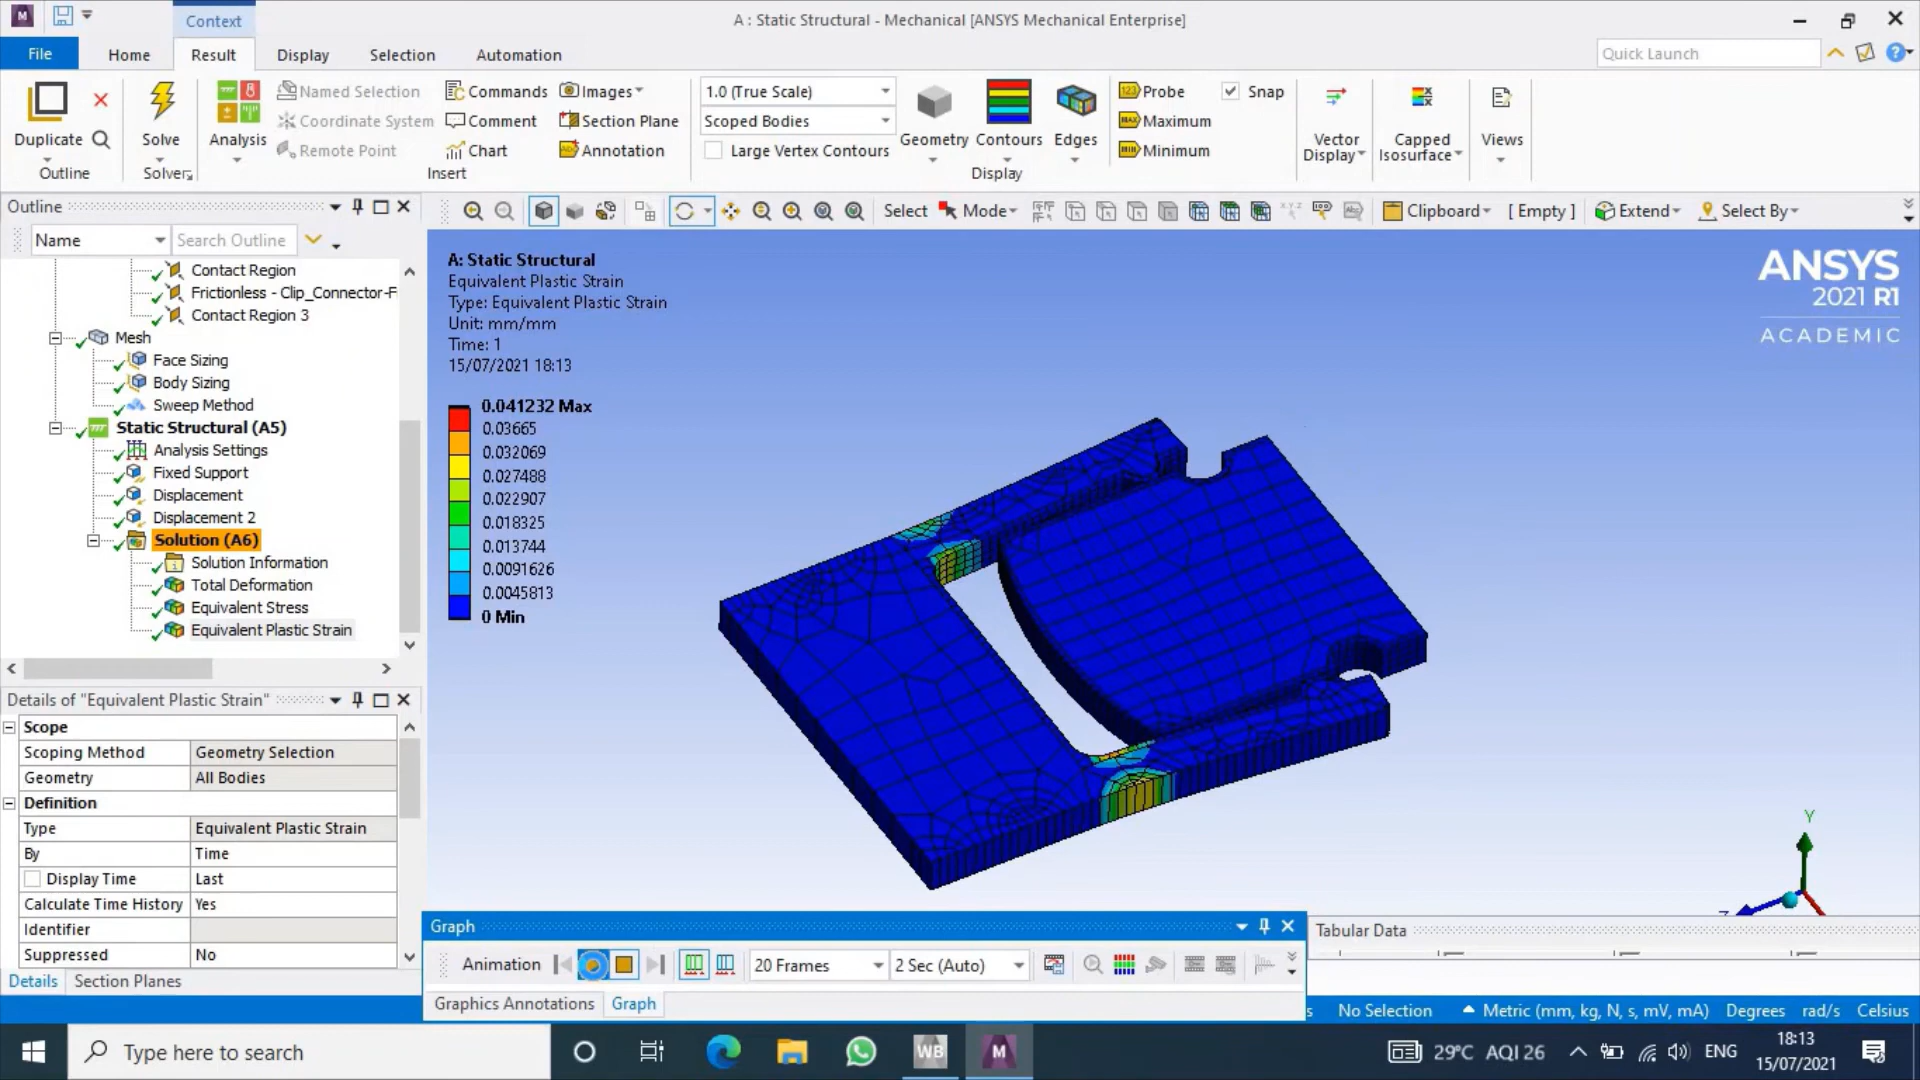 M
Context
A : Static Structural - Mechanical [ANSYS Mechanical Enterprise]
File
Home
Result
Display
Selection
Automation
Quick Launch
Duplicate
Outline
Solve
Solver
Analysis
Named Selection
Coordinate System
Remote Point
Commands
Comment
Chart
Images
Section Plane
Annotation
Insert
1.0 (True Scale)
Scoped Bodies
Large Vertex Contours
Geometry
Contours
Edges
Display
Probe
Maximum
Minimum
Snap
Vector Display
Capped Isosurface
Views
Outline
Select
Mode
Clipboard
[ Empty ]
Extend
Select By
Name
Search Outline
Contact Region
Frictionless - Clip_Connector-F
Contact Region 3
Mesh
Face Sizing
Body Sizing
Sweep Method
Static Structural (A5)
Analysis Settings
Fixed Support
Displacement
Displacement 2
Solution (A6)
Solution Information
Total Deformation
Equivalent Stress
Equivalent Plastic Strain
A: Static Structural
Equivalent Plastic Strain
Type: Equivalent Plastic Strain
Unit: mm/mm
Time: 1
15/07/2021 18:13
0.041232 Max
0.03665
0.032069
0.027488
0.022907
0.018325
0.013744
0.0091626
0.0045813
0 Min
ANSYS
2021 R1
ACADEMIC
Y
Details of "Equivalent Plastic Strain"
Scope
Scoping Method Geometry Selection
Geometry All Bodies
Definition
Type Equivalent Plastic Strain
By Time
Display Time Last
Calculate Time History Yes
Identifier
Suppressed No
Details
Section Planes
Graph
Animation
20 Frames
2 Sec (Auto)
Graphics Annotations
Graph
Tabular Data
No Selection
Metric (mm, kg, N, s, mV, mA)
Degrees
rad/s
Celsius
Type here to search
WB
M
29°C AQI 26
ENG
18:13
15/07/2021